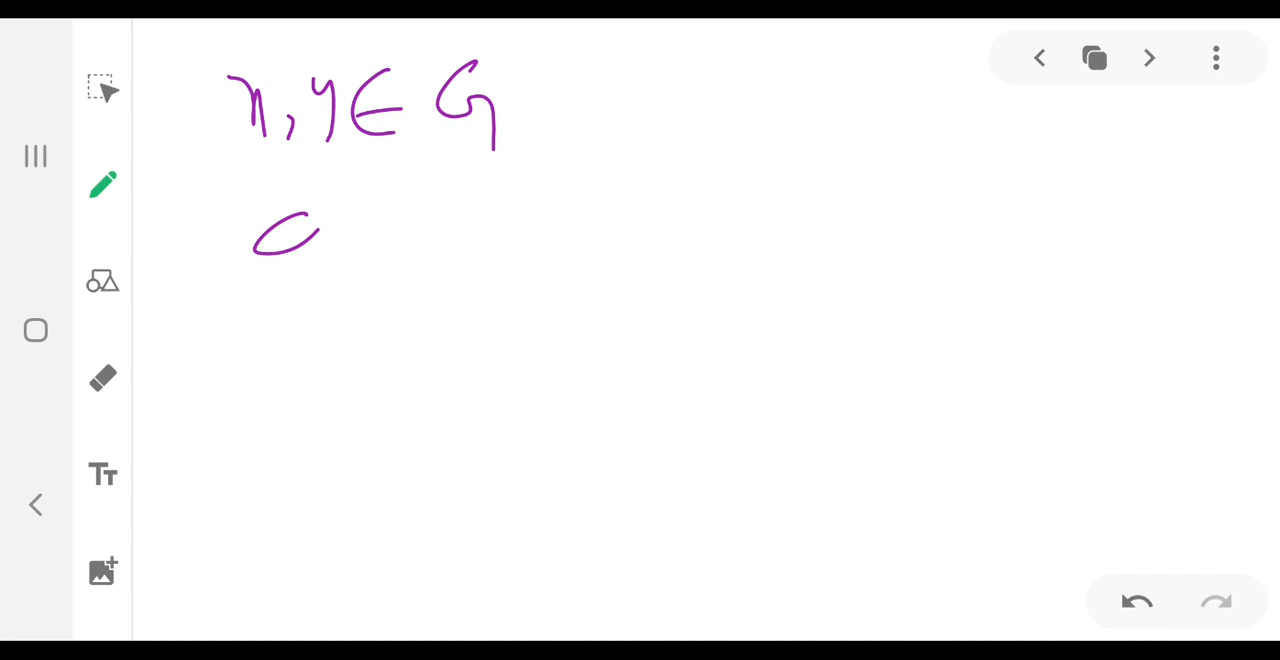 x, y ∈ G